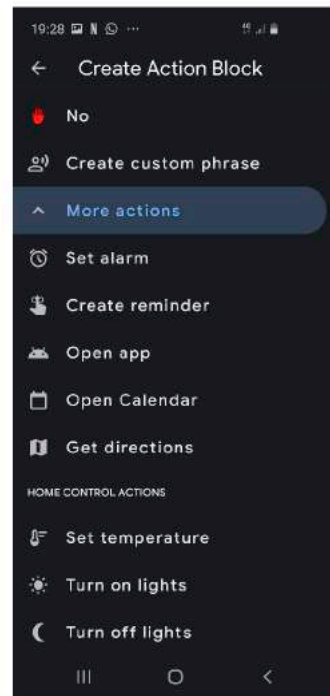 19:28
Create Action Block
No
Create custom phrase
More actions
Set alarm
Create reminder
Open app
Open Calendar
Get directions
HOME CONTROL ACTIONS
Set temperature
Turn on lights
Turn off lights